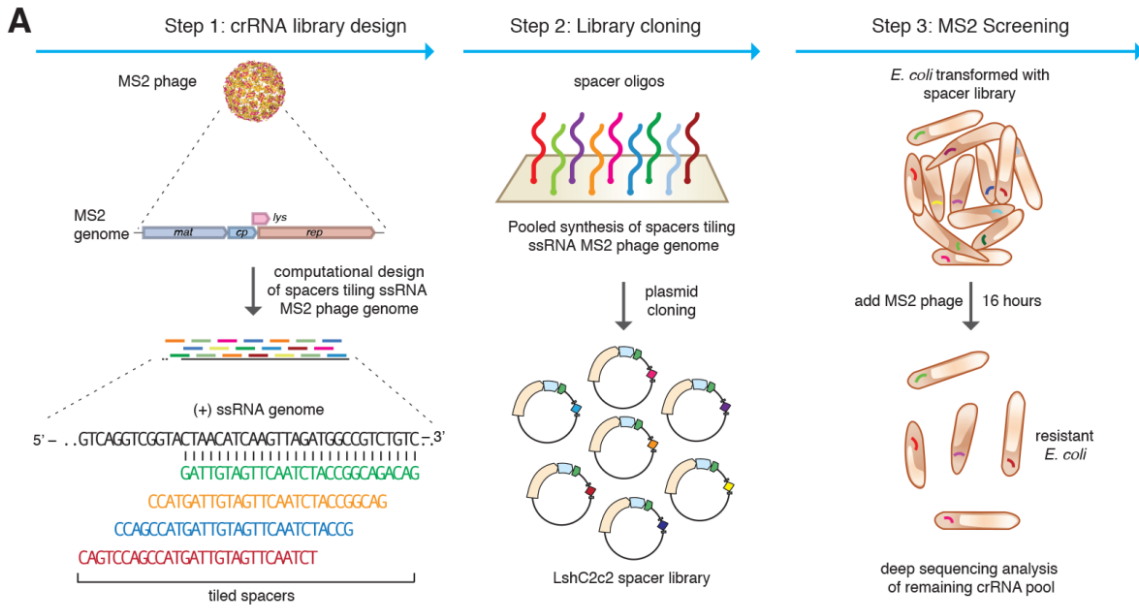 A
Step 1: crRNA library design
MS2 phage
MS2
genome
mat
cp
lys
rep
computational design
of spacers tiling ssRNA
MS2 phage genome
(+) ssRNA genome
5' – ..GTCAGGTCGGTACTAACATCAAGTTAGATGGCCGTCTGTC..– 3'
GATTGTAGTTCAATCTACCGGCAGACAG
CCATGATTGTAGTTCAATCTACCGGCAG
CCAGCCATGATTGTAGTTCAATCTACCG
CAGTCCAGCCATGATTGTAGTTCAATCT
tiled spacers
Step 2: Library cloning
spacer oligos
Pooled synthesis of spacers tiling
ssRNA MS2 phage genome
plasmid
cloning
LshC2c2 spacer library
Step 3: MS2 Screening
E. coli transformed with
spacer library
add MS2 phage
16 hours
resistant
E. coli
deep sequencing analysis
of remaining crRNA pool